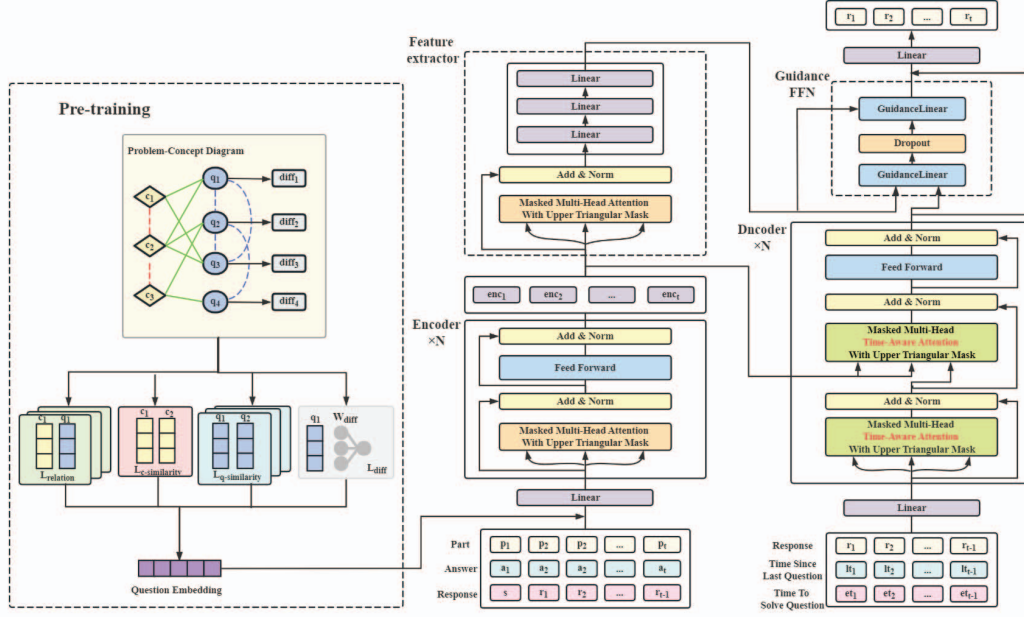 Pre-training
Problem-Concept Diagram
c1
c2
c3
q1
q2
q3
q4
diff1
diff2
diff3
diff4
c1 q1
Lrelation
c1 c2
Lc-similarity
q1 q2
Lq-similarity
q1 Wdiff
Ldiff
Question Embedding
Feature
extractor
Linear
Linear
Linear
Add & Norm
Masked Multi-Head Attention
With Upper Triangular Mask
enc1 enc2 ... enct
Encoder
×N
Add & Norm
Feed Forward
Add & Norm
Masked Multi-Head Attention
With Upper Triangular Mask
Linear
Part p1 p2 p2 ... pt
Answer a1 a2 a2 ... at
Response s r1 r2 ... rt-1
r1 r2 ... rt
Linear
Guidance
FFN
GuidanceLinear
Dropout
GuidanceLinear
Dncoder
×N
Add & Norm
Feed Forward
Add & Norm
Masked Multi-Head
Time-Aware Attention
With Upper Triangular Mask
Add & Norm
Masked Multi-Head
Time-Aware Attention
With Upper Triangular Mask
Linear
Response r1 r2 ... rt-1
Time Since
Last Question lt1 lt2 ... ltt-1
Time To
Solve Question et1 et2 ... ett-1